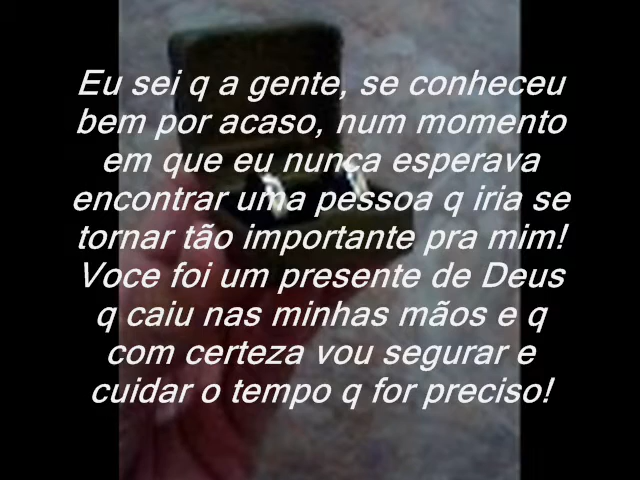 Eu sei q a gente, se conheceu
bem por acaso, num momento
em que eu nunca esperava
encontrar uma pessoa q iria se
tornar tão importante pra mim!
Voce foi um presente de Deus
q caiu nas minhas mãos e q
com certeza vou segurar e
cuidar o tempo q for preciso!